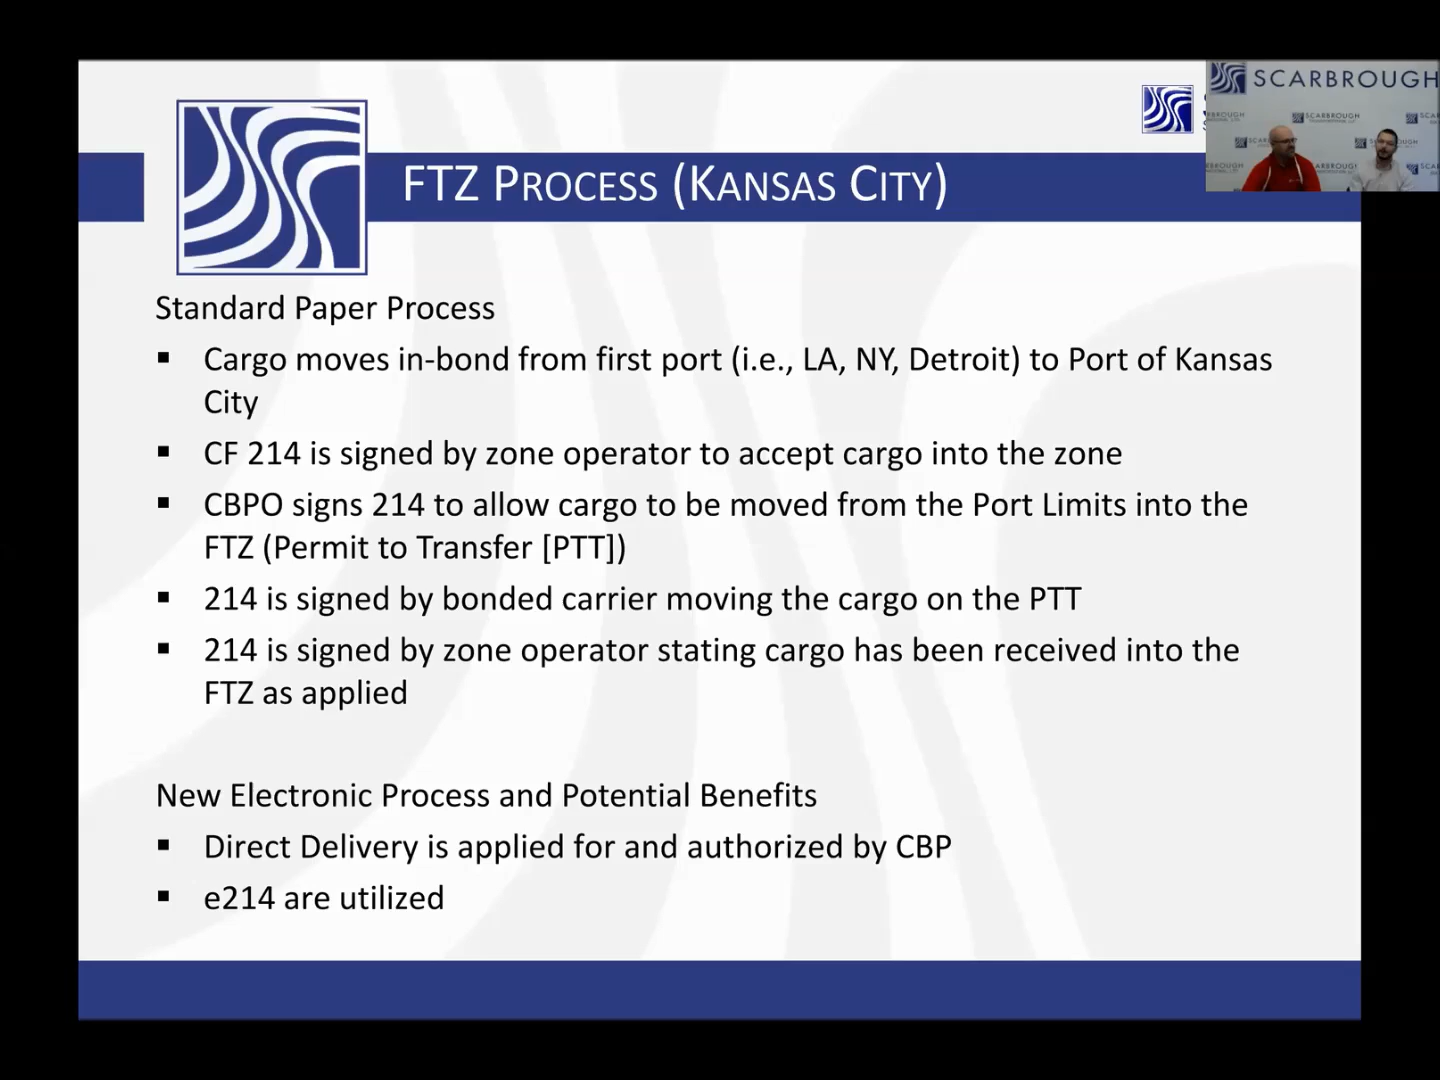 SCARBROUGH
SCARBROUGH
SCARBROUGH
FTZ PROCESS (KANSAS CITY)
Standard Paper Process
▪ Cargo moves in-bond from first port (i.e., LA, NY, Detroit) to Port of Kansas
City
▪ CF 214 is signed by zone operator to accept cargo into the zone
▪ CBPO signs 214 to allow cargo to be moved from the Port Limits into the
FTZ (Permit to Transfer [PTT])
▪ 214 is signed by bonded carrier moving the cargo on the PTT
▪ 214 is signed by zone operator stating cargo has been received into the
FTZ as applied
New Electronic Process and Potential Benefits
▪ Direct Delivery is applied for and authorized by CBP
▪ e214 are utilized